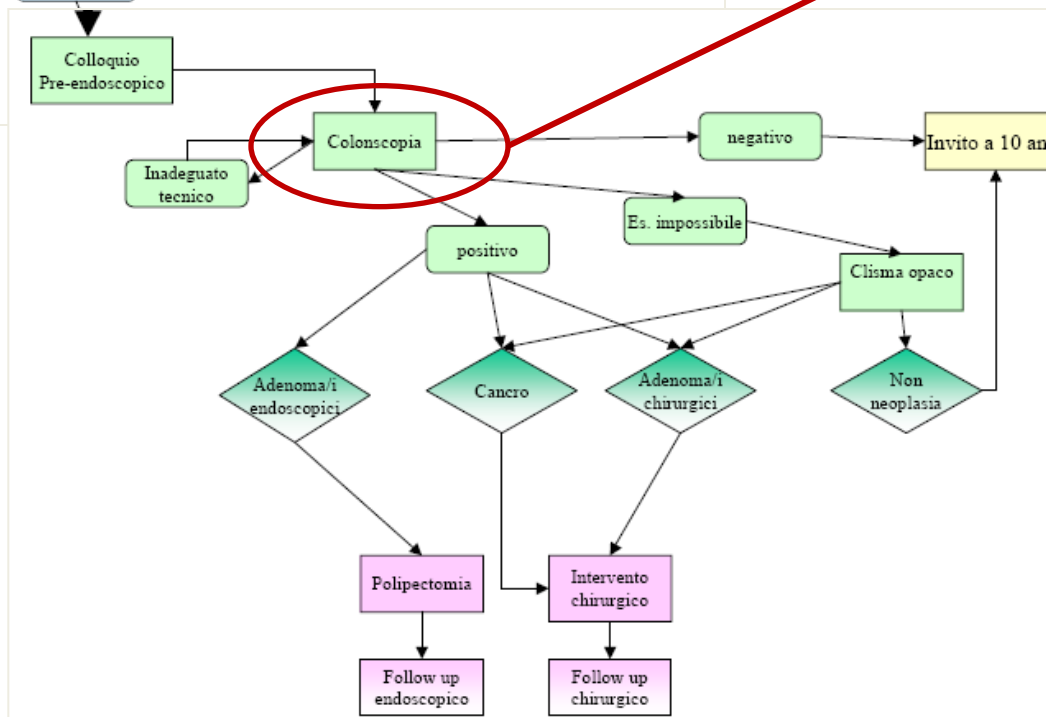 Colloquio
Pre-endoscopico
Colonscopia
negativo
Invito a 10 an
Inadeguato
tecnico
Es. impossibile
positivo
Clisma opaco
Adenoma/i
endoscopici
Cancro
Adenoma/i
chirurgici
Non
neoplasia
Polipectomia
Intervento
chirurgico
Follow up
endoscopico
Follow up
chirurgico